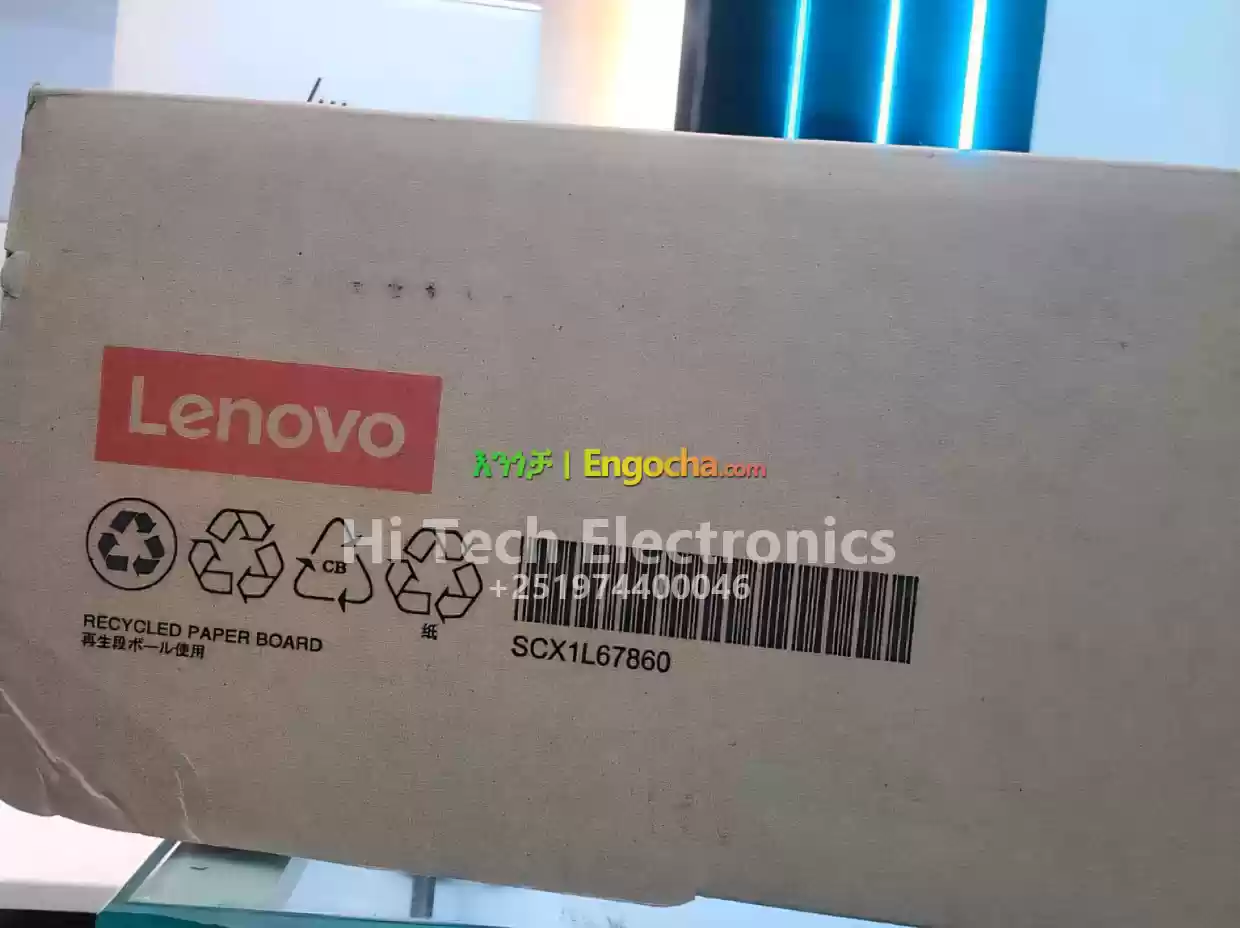 Lenovo
እንጎቻ | Engocha.com
Hi-Tech Electronics
+251974400046
CB
纸
RECYCLED PAPER BOARD
再生段ボール使用
SCX1L67860